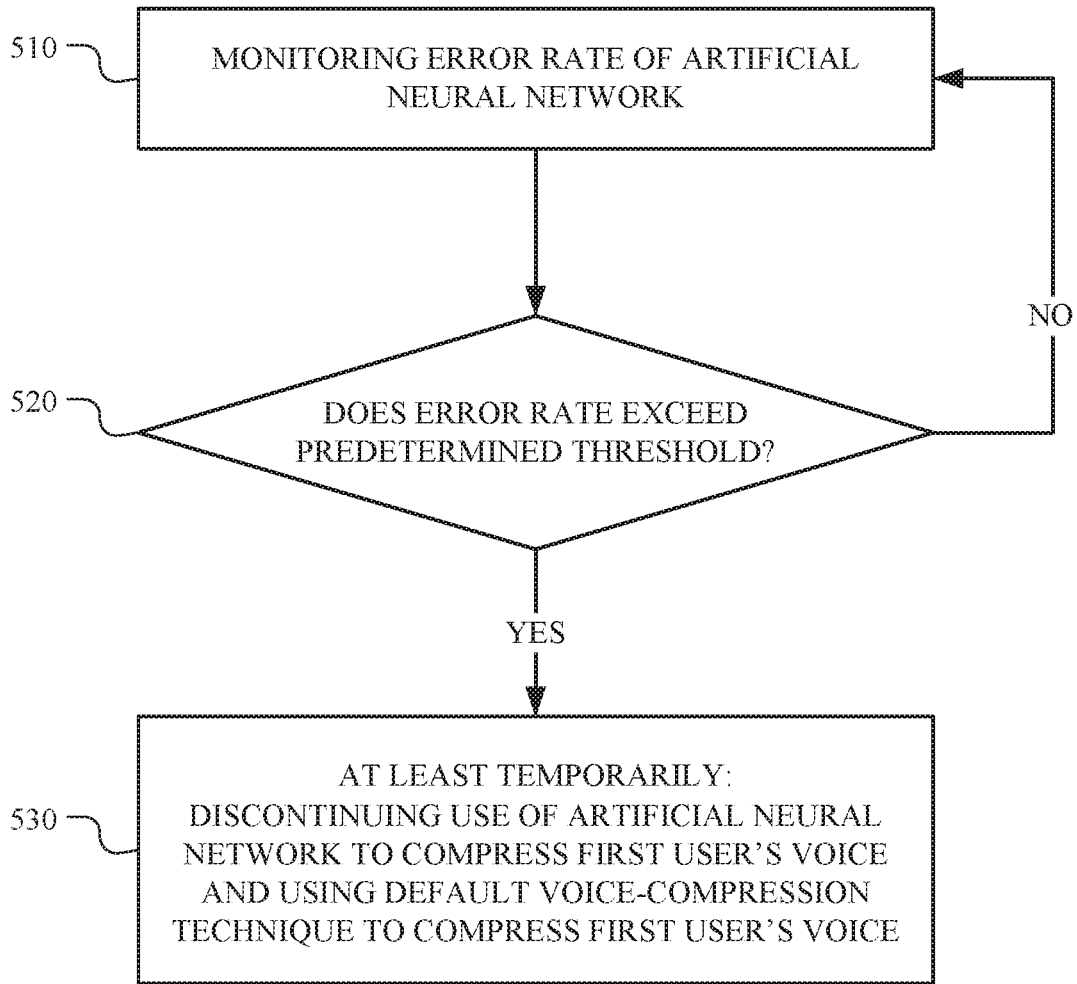 510
MONITORING ERROR RATE OF ARTIFICIAL
NEURAL NETWORK
NO
520
DOES ERROR RATE EXCEED
PREDETERMINED THRESHOLD?
YES
530
AT LEAST TEMPORARILY:
DISCONTINUING USE OF ARTIFICIAL NEURAL
NETWORK TO COMPRESS FIRST USER’S VOICE
AND USING DEFAULT VOICE-COMPRESSION
TECHNIQUE TO COMPRESS FIRST USER’S VOICE